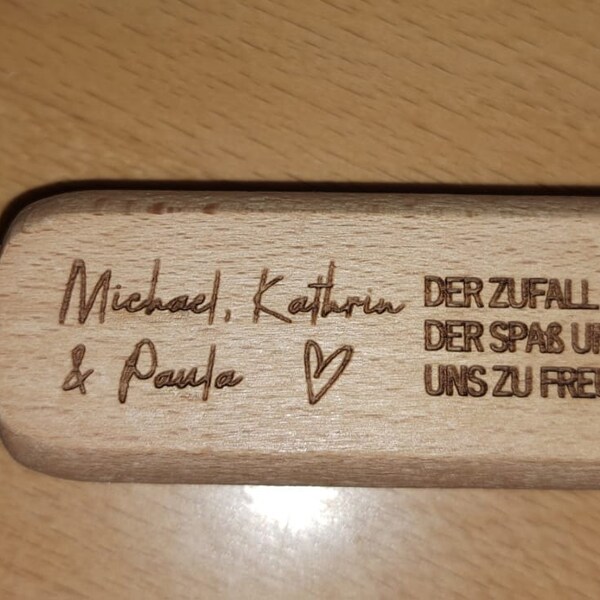 Michael, Kathrin
& Paula
DER ZUFALL
DER SPAß
UNS ZU